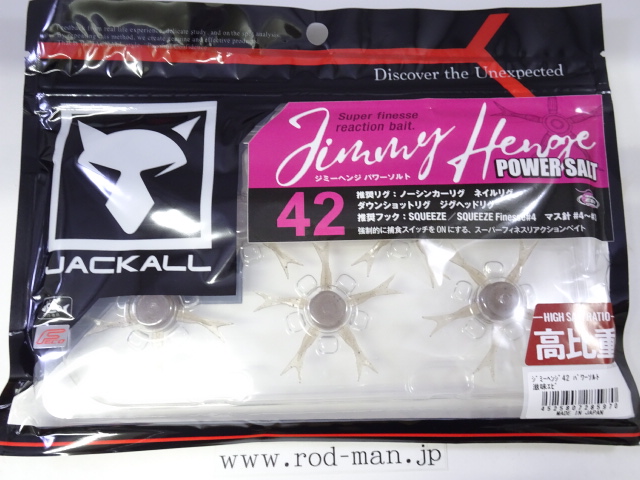 Discover the Unexpected
JACKALL
Super finesse
reaction bait.
Jimmy Henge
POWER SALT
ジミーヘンジ パワーソルト
42
推奨リグ：ノーシンカーリグ ネイルリグ
ダウンショットリグ ジグヘッドリグ
推奨フック：SQUEEZE／SQUEEZE Finesse#4 マス針 #4～#1
強制的に捕食スイッチをONにする、スーパーフィネスリアクションベイト
HIGH SALT RATIO
高比重
ｼﾞﾐｰﾍﾝｼﾞ42 ﾊﾟﾜｰｿﾙﾄ
4525807285970
MADE IN JAPAN
www.rod-man.jp